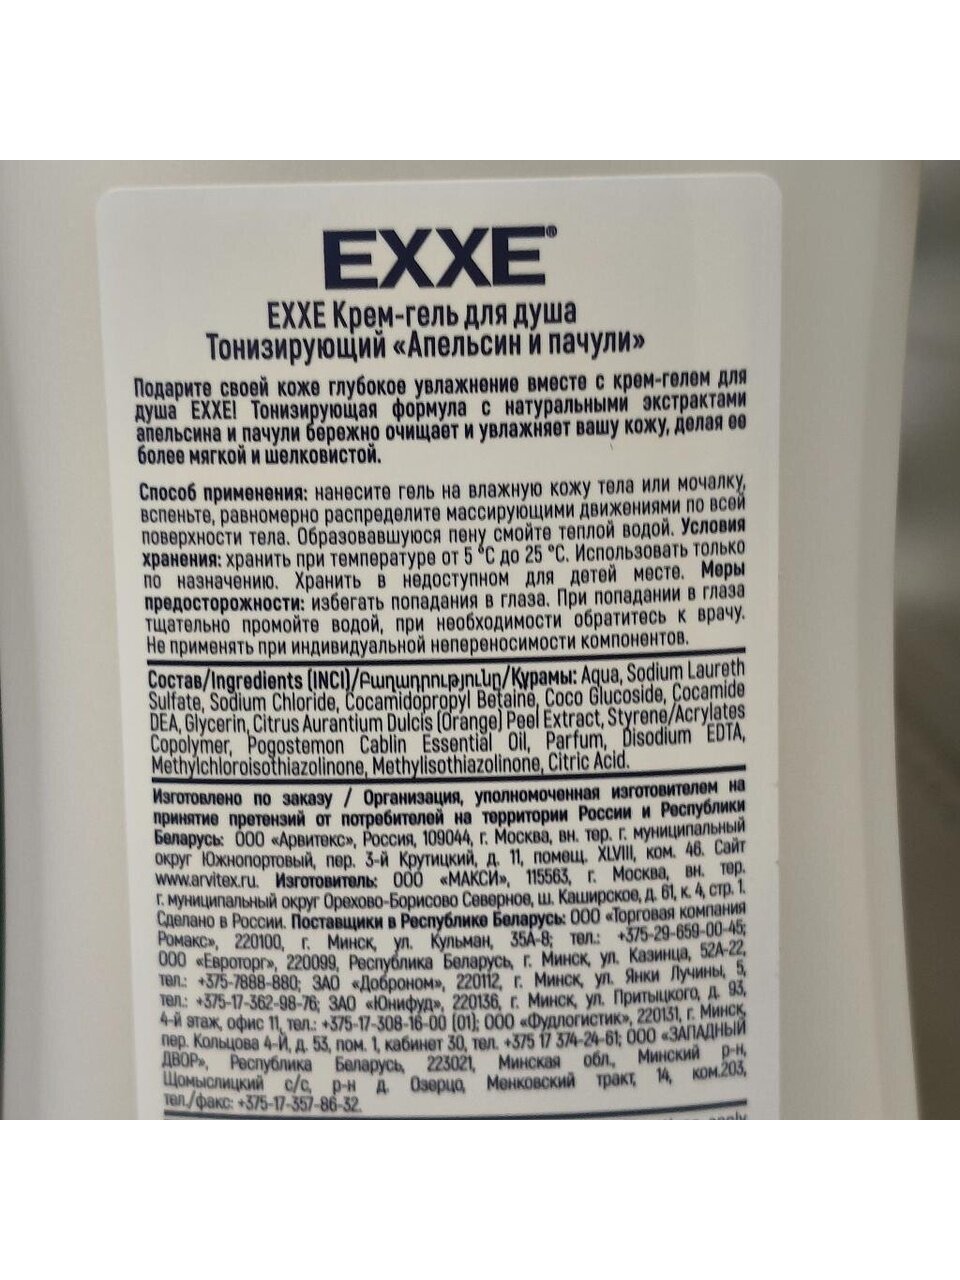 EXXE®
EXXE Крем-гель для душа
Тонизирующий «Апельсин и пачули»
Подарите своей коже глубокое увлажнение вместе с крем-гелем для
душа EXXE! Тонизирующая формула с натуральными экстрактами
апельсина и пачули бережно очищает и увлажняет вашу кожу, делая ее
более мягкой и шелковистой.
Способ применения: нанесите гель на влажную кожу тела или мочалку,
вспеньте, равномерно распределите массирующими движениями по всей
поверхности тела. Образовавшуюся пену смойте теплой водой. Условия
хранения: хранить при температуре от 5 °C до 25 °C. Использовать только
по назначению. Хранить в недоступном для детей месте. Меры
предосторожности: избегать попадания в глаза. При попадании в глаза
тщательно промойте водой, при необходимости обратитесь к врачу.
Не применять при индивидуальной непереносимости компонентов.
Состав/Ingredients (INCI)/Բաղադրությունը/Құрамы: Aqua, Sodium Laureth
Sulfate, Sodium Chloride, Cocamidopropyl Betaine, Coco Glucoside, Cocamide
DEA, Glycerin, Citrus Aurantium Dulcis (Orange) Peel Extract, Styrene/Acrylates
Copolymer, Pogostemon Cablin Essential Oil, Parfum, Disodium EDTA,
Methylchloroisothiazolinone, Methylisothiazolinone, Citric Acid.
Изготовлено по заказу / Организация, уполномоченная изготовителем на
принятие претензий от потребителей на территории России и Республики
Беларусь: ООО «Арвитекс», Россия, 109044, г. Москва, вн. тер. г. муниципальный
округ Южнопортовый, пер. 3-й Крутицкий, д. 11, помещ. XLVIII, ком. 46. Сайт
www.arvitex.ru. Изготовитель: ООО «МАКСИ», 115563, г. Москва, вн. тер.
г. муниципальный округ Орехово-Борисово Северное, ш. Каширское, д. 61, к. 4, стр. 1.
Сделано в России. Поставщики в Республике Беларусь: ООО «Торговая компания
Ромакс», 220100, г. Минск, ул. Кульман, 35А-8; тел.: +375-29-659-00-45;
ООО «Евроторг», 220099, Республика Беларусь, г. Минск, ул. Казинца, 52А-22,
тел.: +375-7888-880; ЗАО «Доброном», 220112, г. Минск, ул. Янки Лучины, 5,
тел.: +375-17-362-98-76; ЗАО «Юнифуд», 220136, г. Минск, ул. Притыцкого, д. 93,
4-й этаж, офис 11, тел.: +375-17-308-16-00 (01); ООО «Фудлогистик», 220131, г. Минск,
пер. Кольцова 4-Й, д. 53, пом. 1, кабинет 30, тел. +375 17 374-24-61; ООО «ЗАПАДНЫЙ
ДВОР», Республика Беларусь, 223021, Минская обл., Минский р-н,
Щомыслицкий с/с, р-н д. Озерцо, Менковский тракт, 14, ком.203,
тел./факс: +375-17-357-86-32.